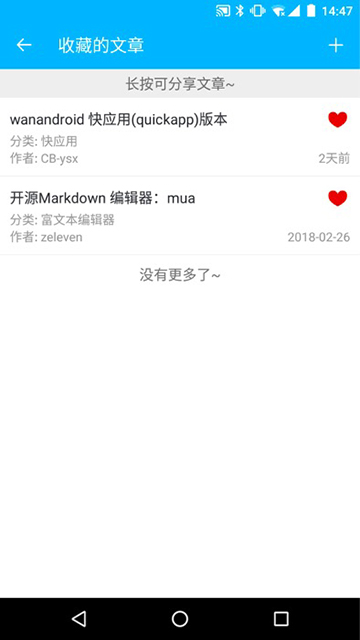 14:47
收藏的文章
长按可分享文章~
wanandroid 快应用(quickapp)版本
分类: 快应用
作者: CB-ysx
2天前
开源Markdown 编辑器：mua
分类: 富文本编辑器
作者: zeleven
2018-02-26
没有更多了~